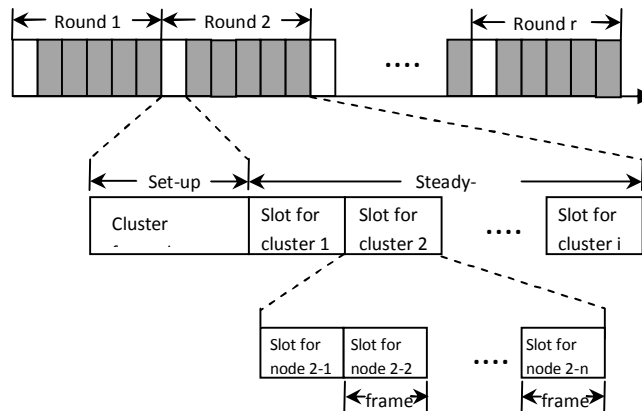 Round 1
Round 2
Round r
....
Set-up
Steady-
Cluster
Slot for
cluster 1
Slot for
cluster 2
....
Slot for
cluster i
Slot for
node 2-1
Slot for
node 2-2
....
Slot for
node 2-n
frame
frame